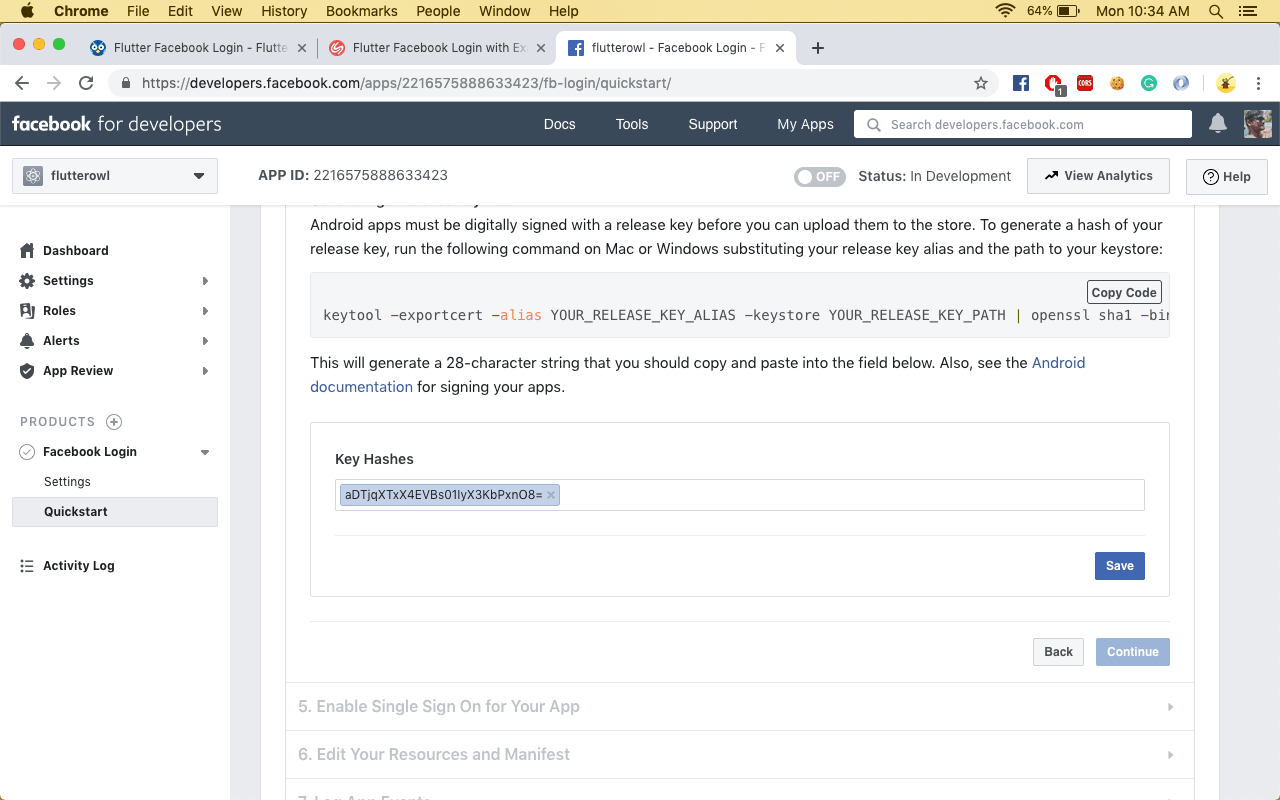 Chrome File Edit View History Bookmarks People Window Help 64% Mon 10:34 AM
Flutter Facebook Login - Flutte
Flutter Facebook Login with Ex
flutterowl - Facebook Login - F
https://developers.facebook.com/apps/2216575888633423/fb-login/quickstart/
CORS
1
facebook for developers Docs Tools Support My Apps Search developers.facebook.com
flutterowl APP ID: 2216575888633423 OFF Status: In Development View Analytics Help
Dashboard
Settings
Roles
Alerts
App Review
PRODUCTS
Facebook Login
Settings
Quickstart
Activity Log
Android apps must be digitally signed with a release key before you can upload them to the store. To generate a hash of your
release key, run the following command on Mac or Windows substituting your release key alias and the path to your keystore:
Copy Code
keytool –exportcert –alias YOUR_RELEASE_KEY_ALIAS –keystore YOUR_RELEASE_KEY_PATH | openssl sha1 –bin
This will generate a 28-character string that you should copy and paste into the field below. Also, see the Android
documentation for signing your apps.
Key Hashes
aDTjqXTxX4EVBs01lyX3KbPxnO8=
Save
Back Continue
5. Enable Single Sign On for Your App
6. Edit Your Resources and Manifest
7. Log App Events